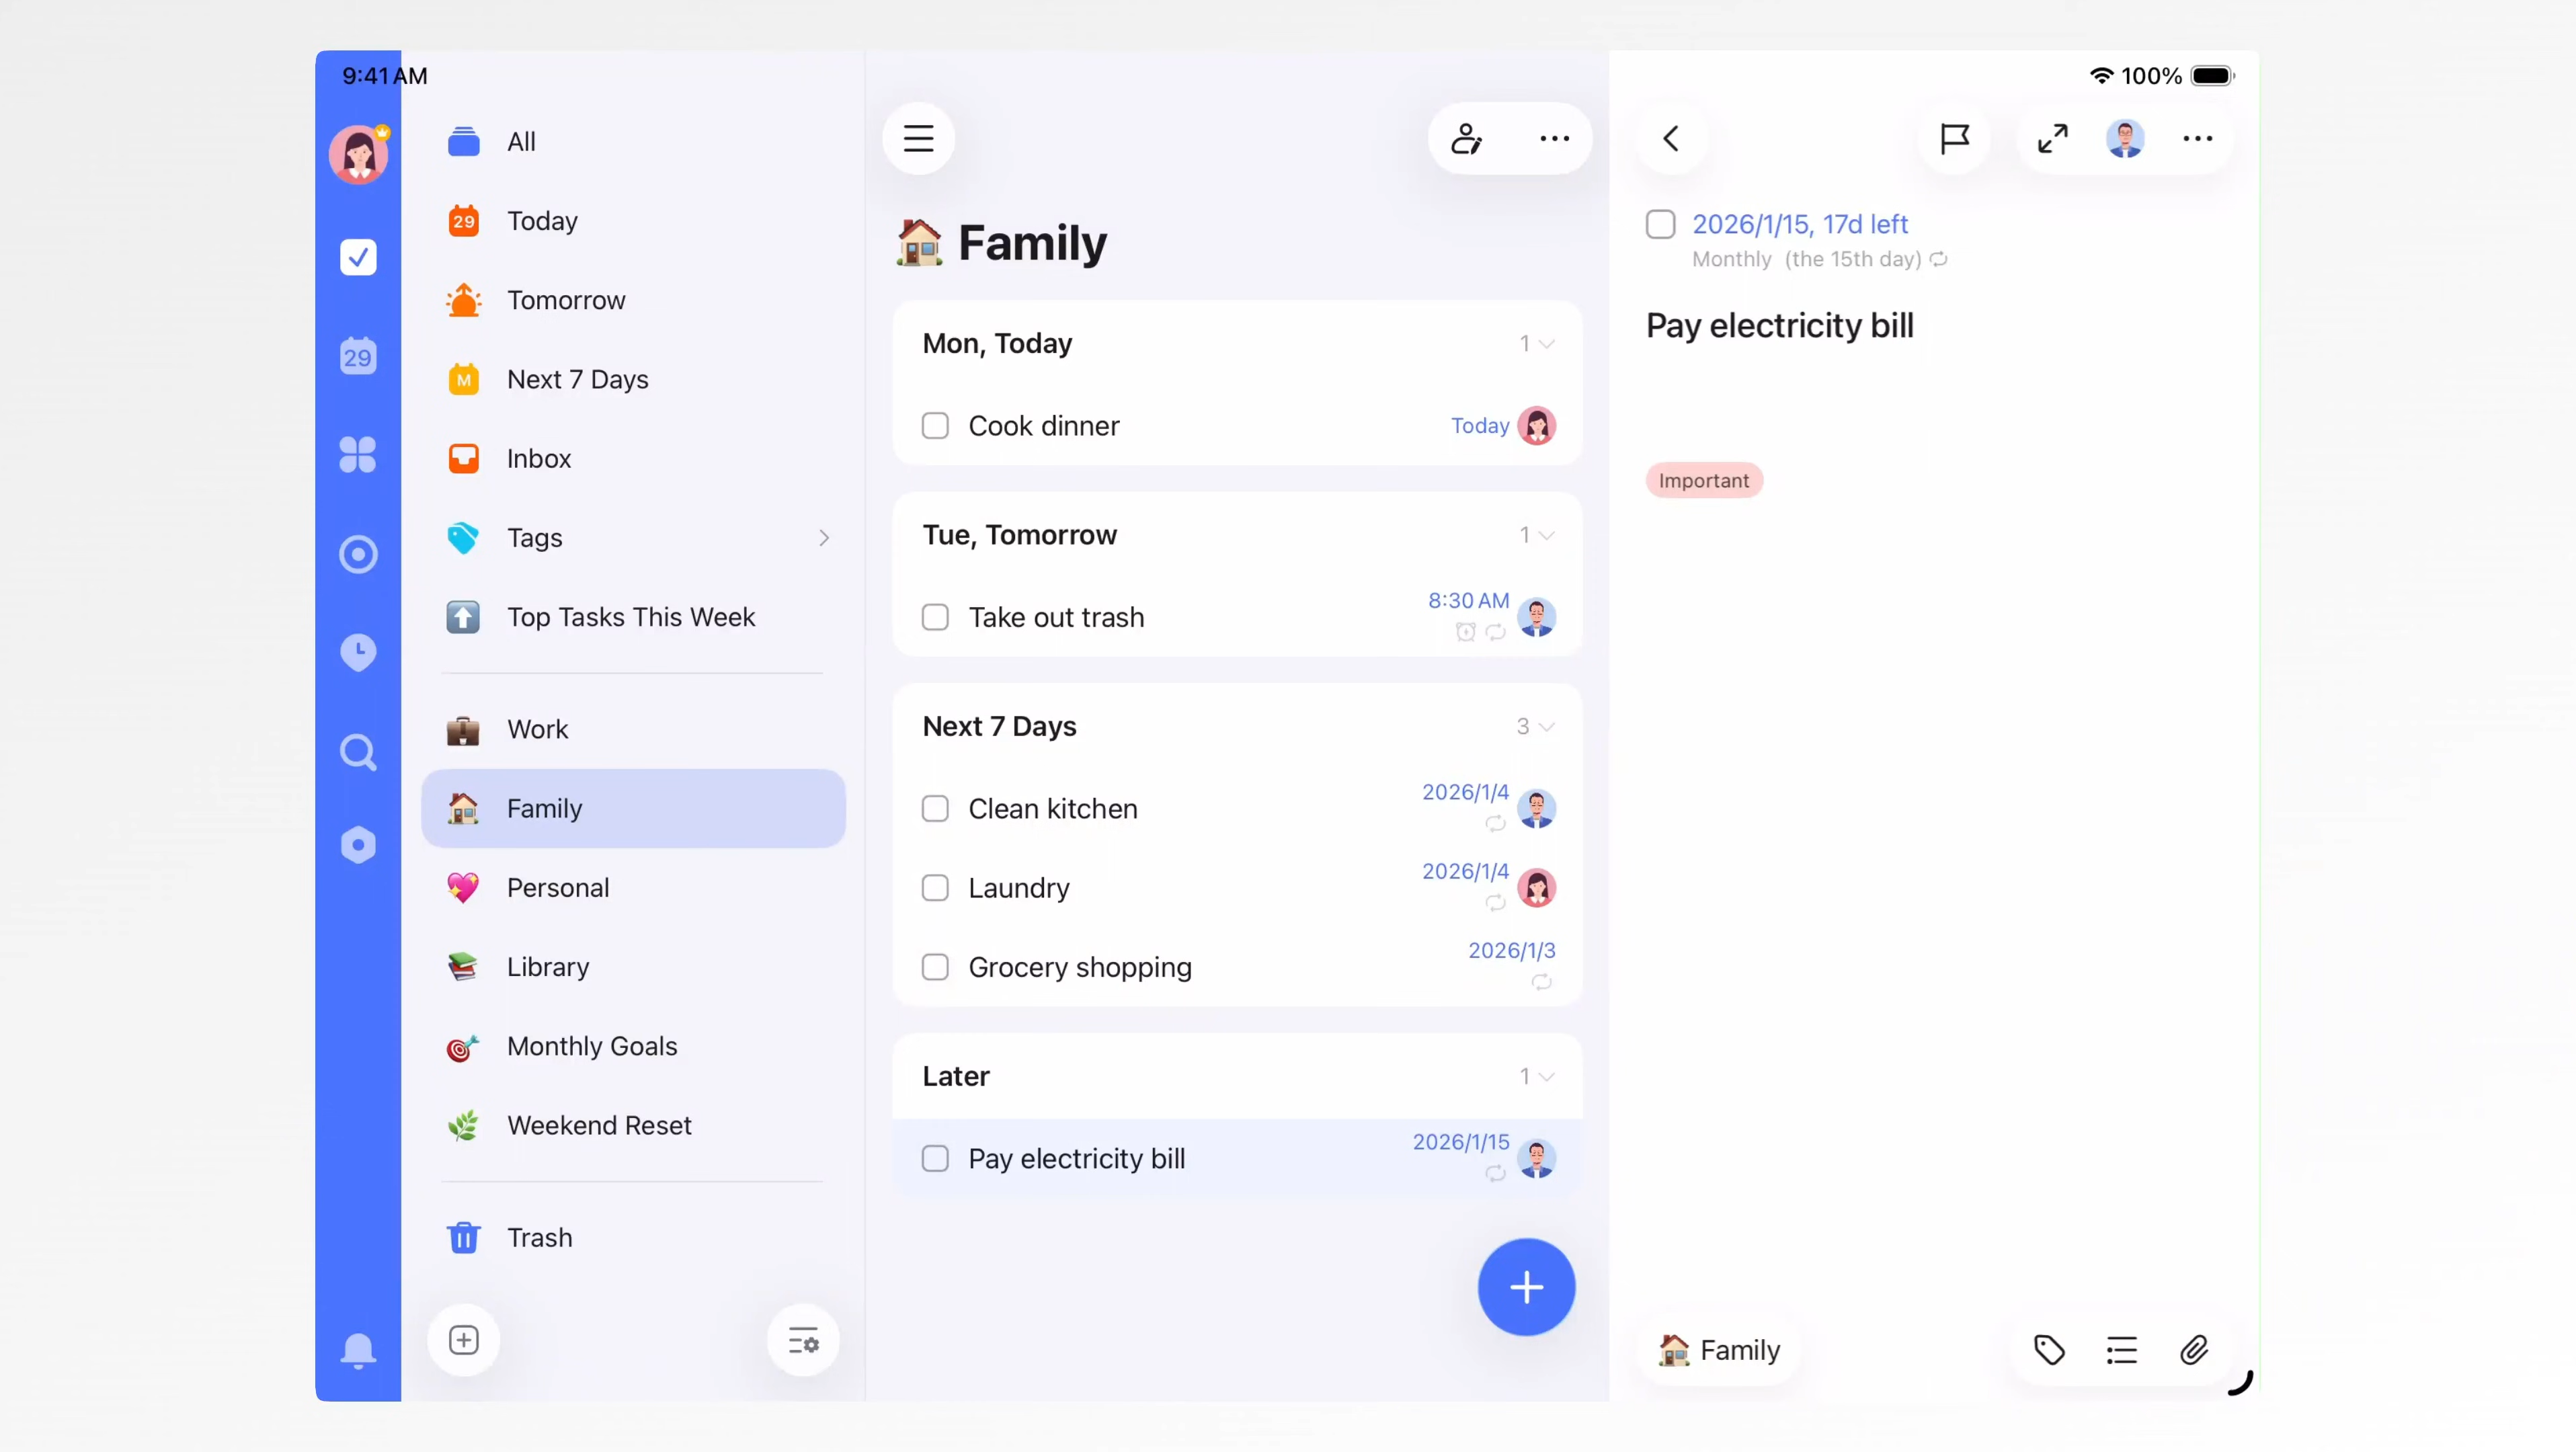 9:41 AM
100%
All
29
Today
Tomorrow
M
Next 7 Days
29
Inbox
Tags
Top Tasks This Week
Work
Family
Personal
Library
Monthly Goals
Weekend Reset
Trash
Family
Mon, Today
1
Cook dinner
Today
Tue, Tomorrow
1
Take out trash
8:30 AM
Next 7 Days
3
Clean kitchen
2026/1/4
Laundry
2026/1/4
Grocery shopping
2026/1/3
Later
1
Pay electricity bill
2026/1/15
2026/1/15, 17d left
Monthly (the 15th day)
Pay electricity bill
Important
Family